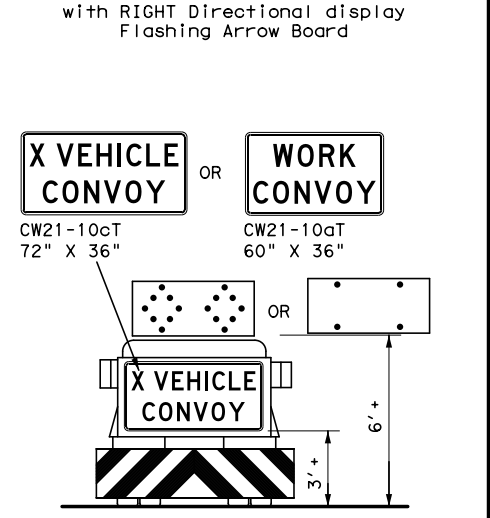 with RIGHT Directional display
Flashing Arrow Board
X VEHICLE
CONVOY
OR
WORK
CONVOY
CW21-10cT
72" X 36"
CW21-10aT
60" X 36"
OR
X VEHICLE
CONVOY
3' +
6' +